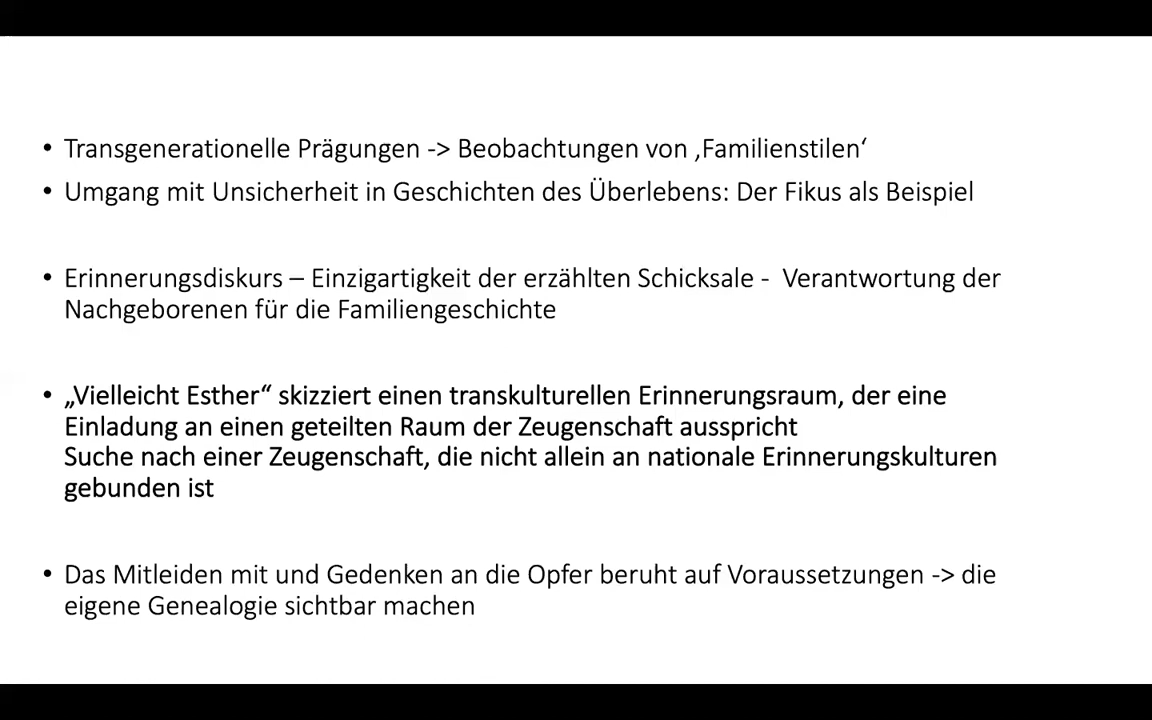 • Transgenerationelle Prägungen -> Beobachtungen von ‚Familienstilen‘
• Umgang mit Unsicherheit in Geschichten des Überlebens: Der Fikus als Beispiel
• Erinnerungsdiskurs – Einzigartigkeit der erzählten Schicksale - Verantwortung der
Nachgeborenen für die Familiengeschichte
• „Vielleicht Esther“ skizziert einen transkulturellen Erinnerungsraum, der eine
Einladung an einen geteilten Raum der Zeugenschaft ausspricht
Suche nach einer Zeugenschaft, die nicht allein an nationale Erinnerungskulturen
gebunden ist
• Das Mitleiden mit und Gedenken an die Opfer beruht auf Voraussetzungen -> die
eigene Genealogie sichtbar machen